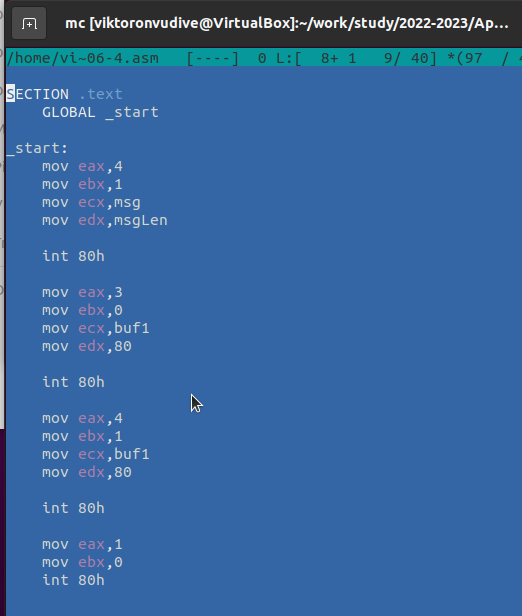 mc [viktoronvudive@VirtualBox]:~/work/study/2022-2023/Ap...
/home/vi~06-4.asm [----] 0 L:[ 8+ 1 9/ 40] *(97 /
SECTION .text
GLOBAL _start
_start:
mov eax,4
mov ebx,1
mov ecx,msg
mov edx,msgLen
int 80h
mov eax,3
mov ebx,0
mov ecx,buf1
mov edx,80
int 80h
mov eax,4
mov ebx,1
mov ecx,buf1
mov edx,80
int 80h
mov eax,1
mov ebx,0
int 80h